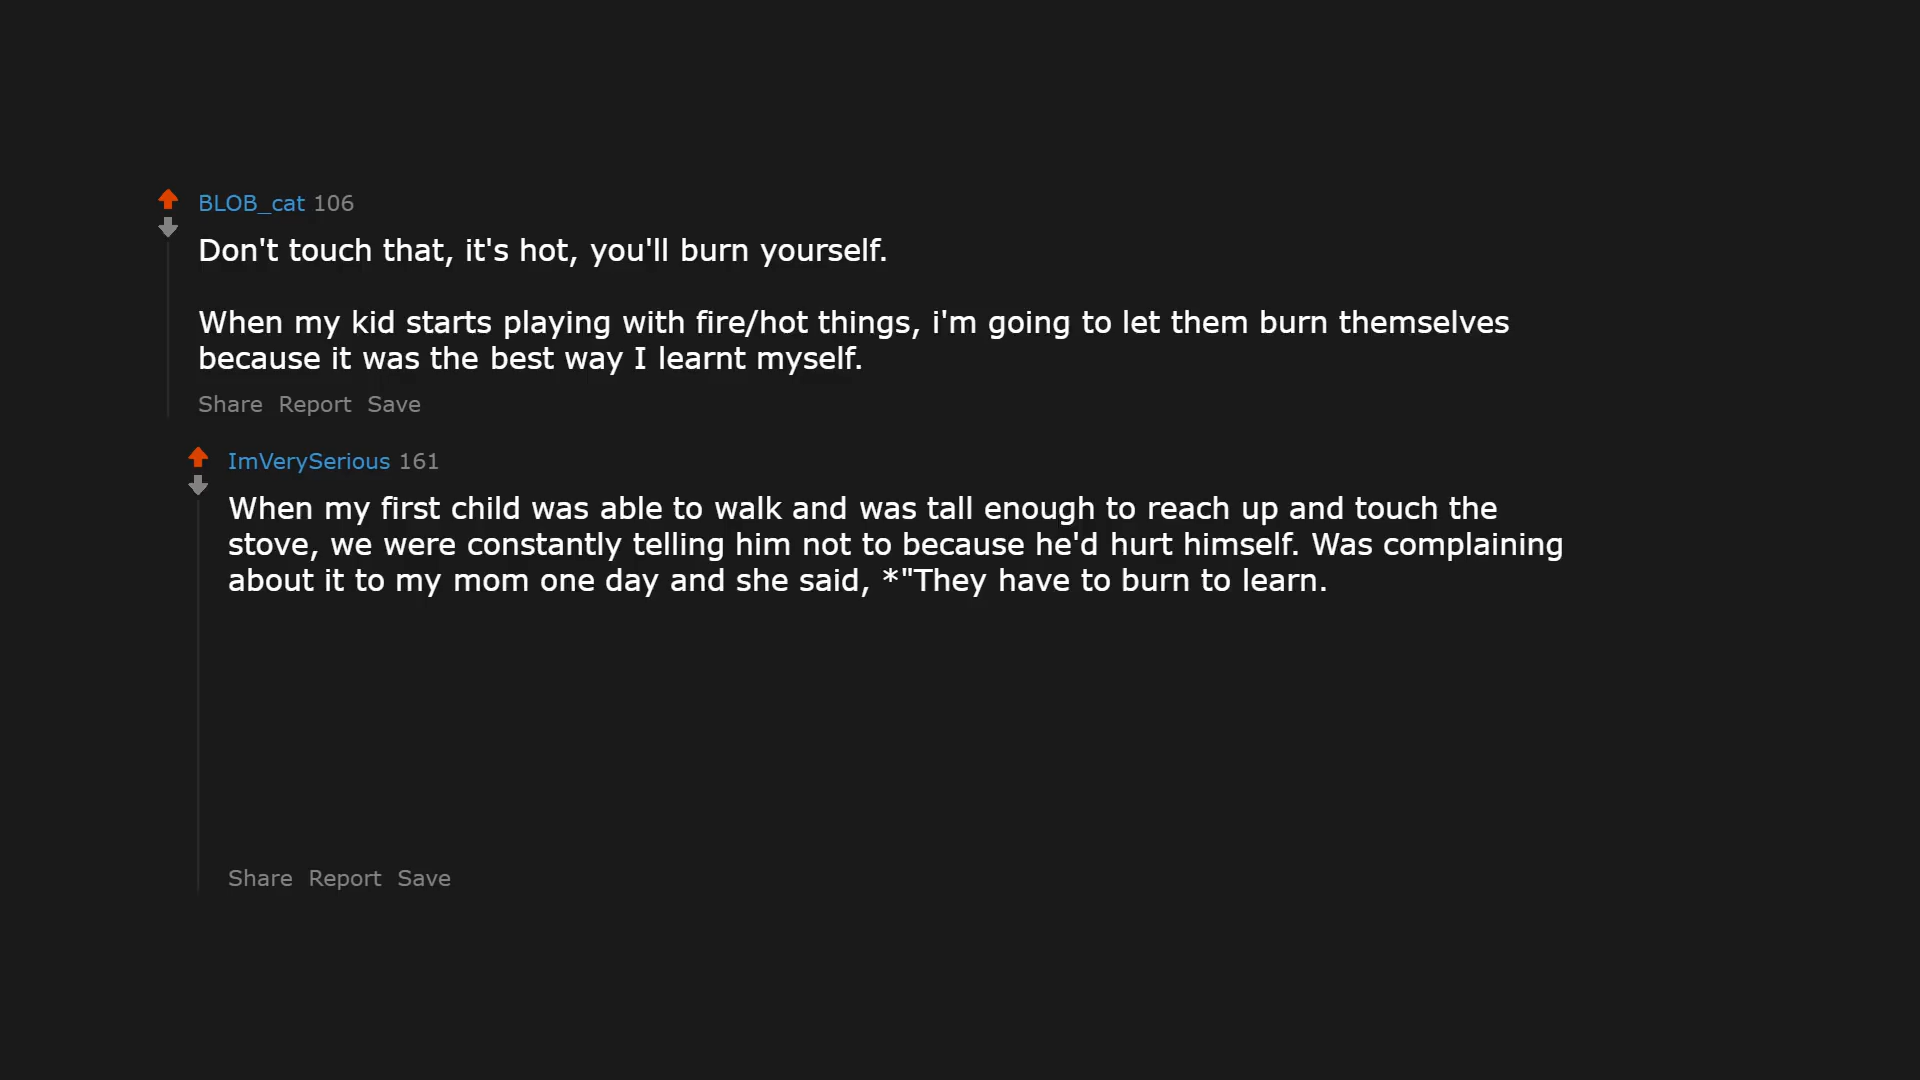 BLOB_cat 106
Don't touch that, it's hot, you'll burn yourself.
When my kid starts playing with fire/hot things, i'm going to let them burn themselves
because it was the best way I learnt myself.
Share Report Save
ImVerySerious 161
When my first child was able to walk and was tall enough to reach up and touch the
stove, we were constantly telling him not to because he'd hurt himself. Was complaining
about it to my mom one day and she said, *"They have to burn to learn.
Share Report Save